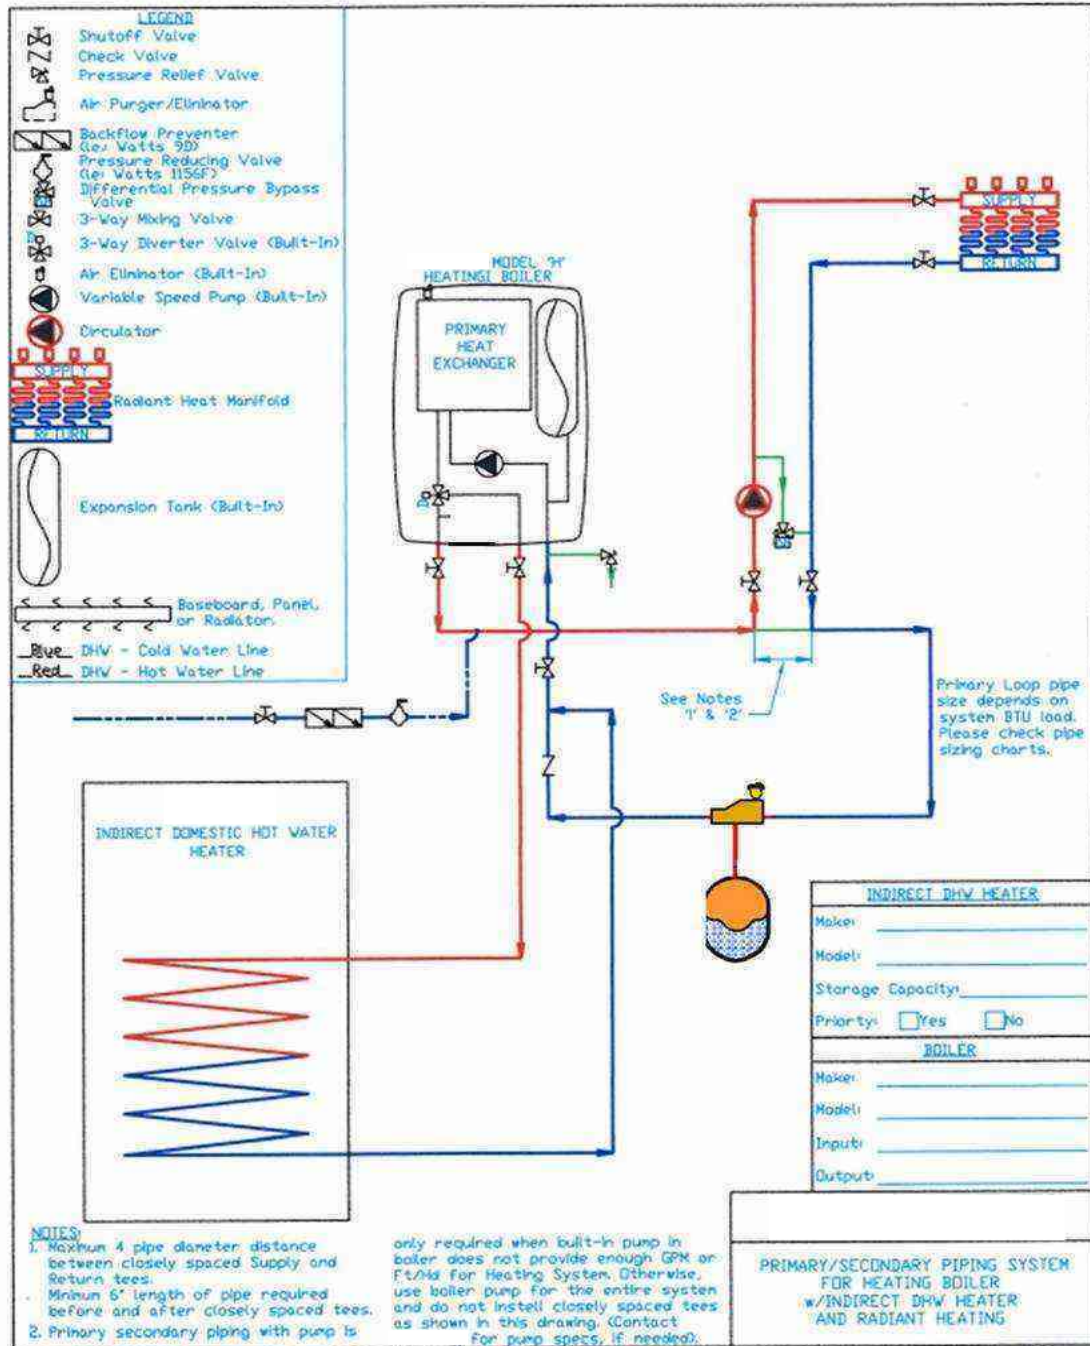 LEGEND
Shutoff Valve
Check Valve
Pressure Relief Valve
Air Purger/Eliminator
Backflow Preventer
(ie: Watts 9D)
Pressure Reducing Valve
(ie: Watts 1156F)
Differential Pressure Bypass
Valve
3-Way Mixing Valve
D
3-Way Diverter Valve (Built-In)
Air Eliminator (Built-In)
Variable Speed Pump (Built-In)
Circulator
SUPPLY
Radiant Heat Manifold
RETURN
Expansion Tank (Built-In)
Baseboard, Panel,
or Radiator.
Blue DHW - Cold Water Line
Red DHW - Hot Water Line
MODEL 'H'
HEATINGI BOILER
PRIMARY
HEAT
EXCHANGER
D
SUPPLY
RETURN
See Notes
'1' & '2'
Primary Loop pipe
size depends on
system BTU load.
Please check pipe
sizing charts.
INDIRECT DOMESTIC HOT WATER
HEATER
INDIRECT DHW HEATER
Make:
Model:
Storage Capacity:
Priorty: Yes No
BOILER
Make:
Model:
Input:
Output:
NOTES:
1. Maximum 4 pipe diameter distance
between closely spaced Supply and
Return tees.
Minimum 6" length of pipe required
before and after closely spaced tees.
2. Primary secondary piping with pump is
only required when built-in pump in
boiler does not provide enough GPM or
Ft/Hd for Heating System. Otherwise,
use boiler pump for the entire system
and do not install closely spaced tees
as shown in this drawing. (Contact
for pump specs, if needed).
PRIMARY/SECONDARY PIPING SYSTEM
FOR HEATING BOILER
w/INDIRECT DHW HEATER
AND RADIANT HEATING